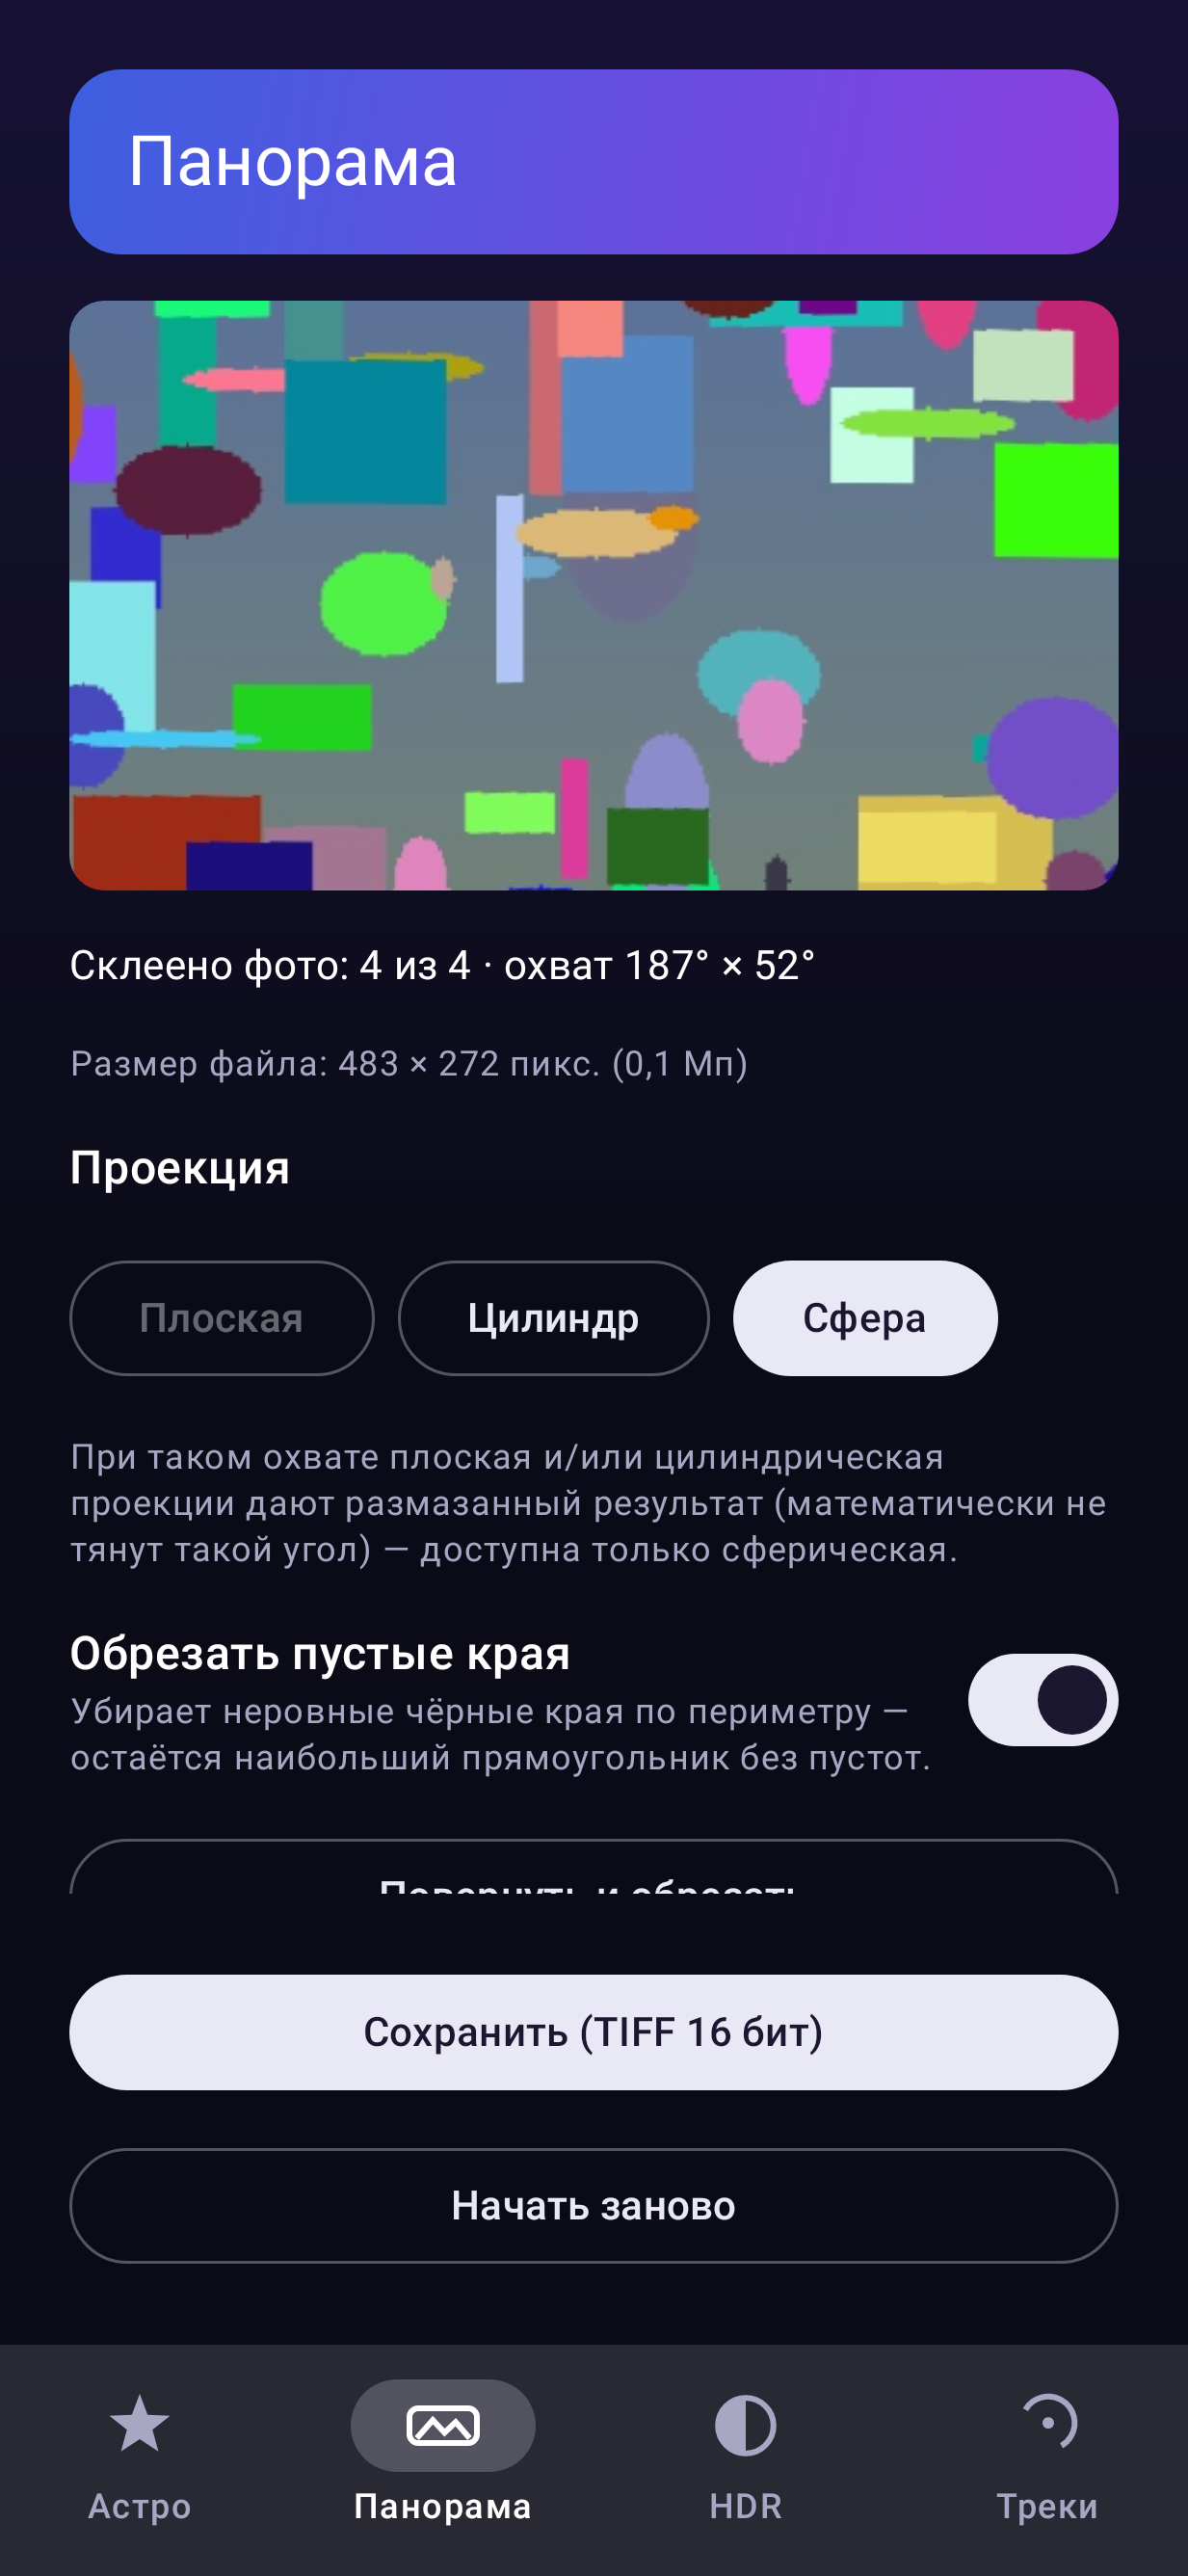 Панорама
Склеено фото: 4 из 4 · охват 187° × 52°
Размер файла: 483 × 272 пикс. (0,1 Мп)
Проекция
Плоская
Цилиндр
Сфера
При таком охвате плоская и/или цилиндрическая
проекции дают размазанный результат (математически не
тянут такой угол) — доступна только сферическая.
Обрезать пустые края
Убирает неровные чёрные края по периметру —
остаётся наибольший прямоугольник без пустот.
Повернуть и обрезать
Сохранить (TIFF 16 бит)
Начать заново
Астро
Панорама
HDR
Треки